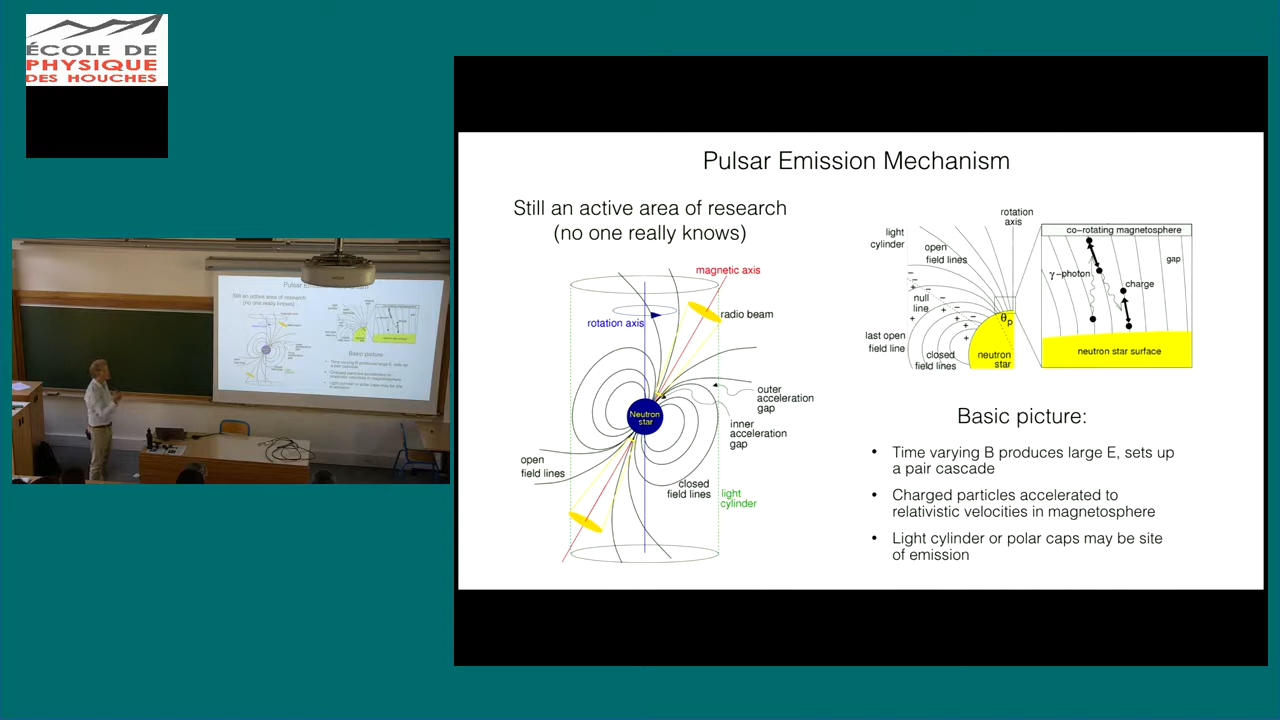 ÉCOLE DE
PHYSIQUE
DES HOUCHES
Pulsar Emission Mechanism
Still an active area of research
(no one really knows)
magnetic axis
radio beam
rotation axis
Neutron
star
outer
acceleration
gap
inner
acceleration
gap
open
field lines
closed
field lines
light
cylinder
rotation
axis
light
cylinder
open
field lines
null
line
last open
field line
closed
field lines
θp
neutron
star
co-rotating magnetosphere
gap
γ-photon
charge
neutron star surface
Basic picture:
• Time varying B produces large E, sets up
a pair cascade
• Charged particles accelerated to
relativistic velocities in magnetosphere
• Light cylinder or polar caps may be site
of emission